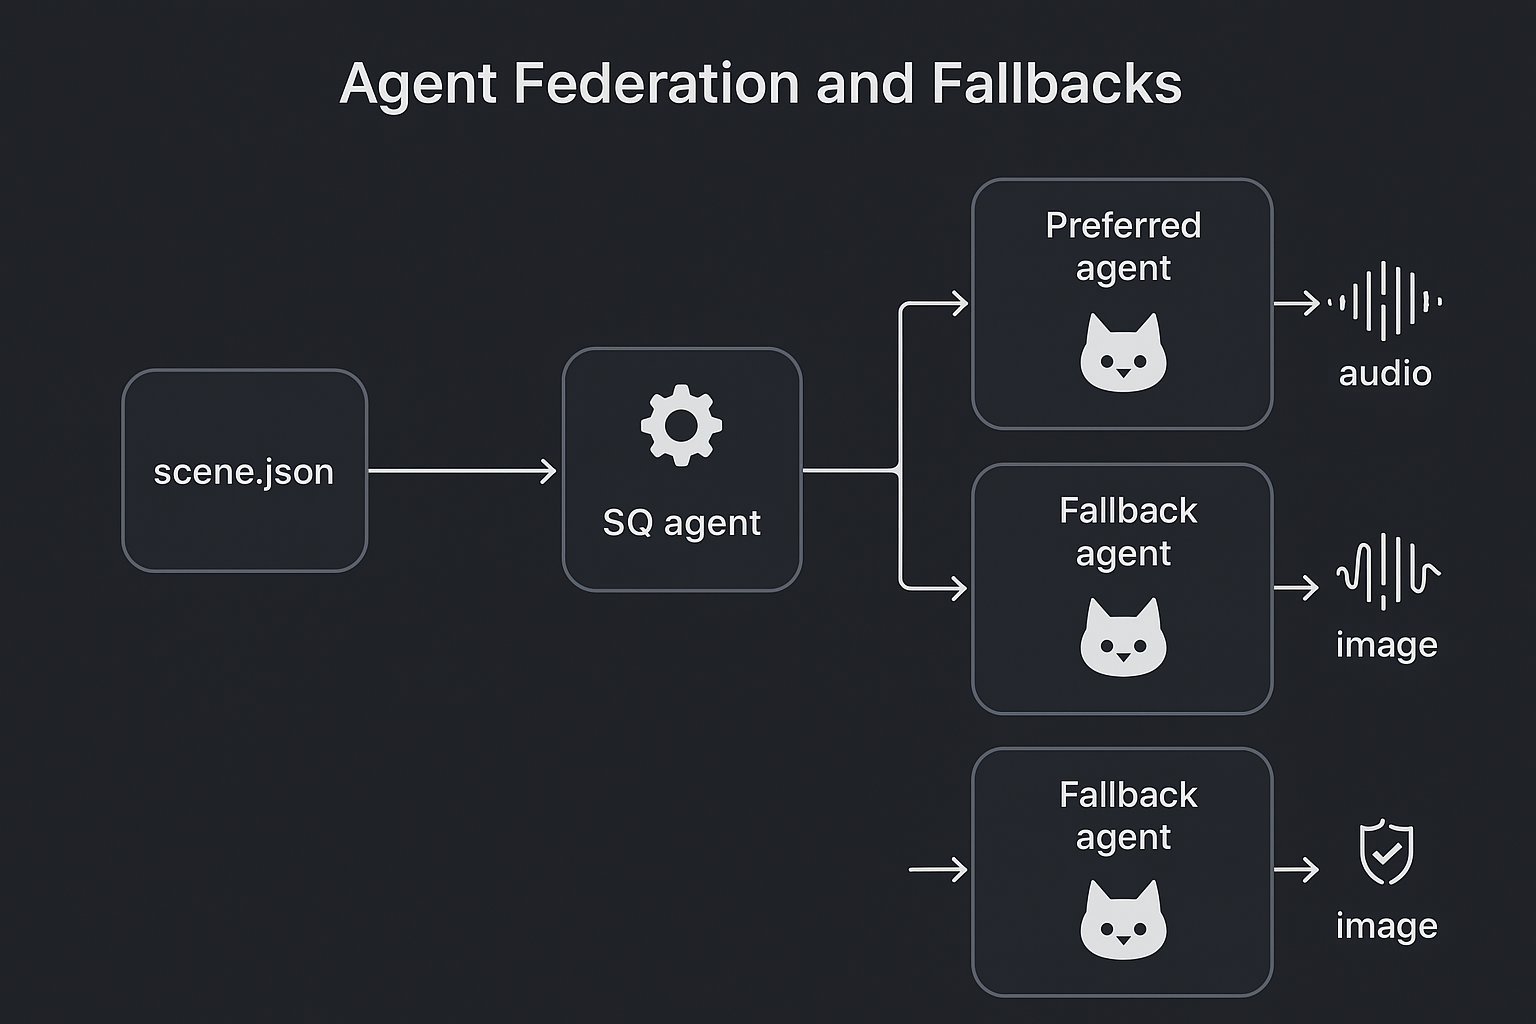 Agent Federation and Fallbacks
scene.json
SQ agent
Preferred
agent
audio
Fallback
agent
image
Fallback
agent
image